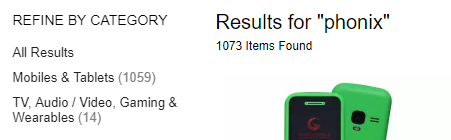 REFINE BY CATEGORY
All Results
Mobiles & Tablets (1059)
TV, Audio / Video, Gaming &
Wearables (14)
Results for "phonix"
1073 Items Found